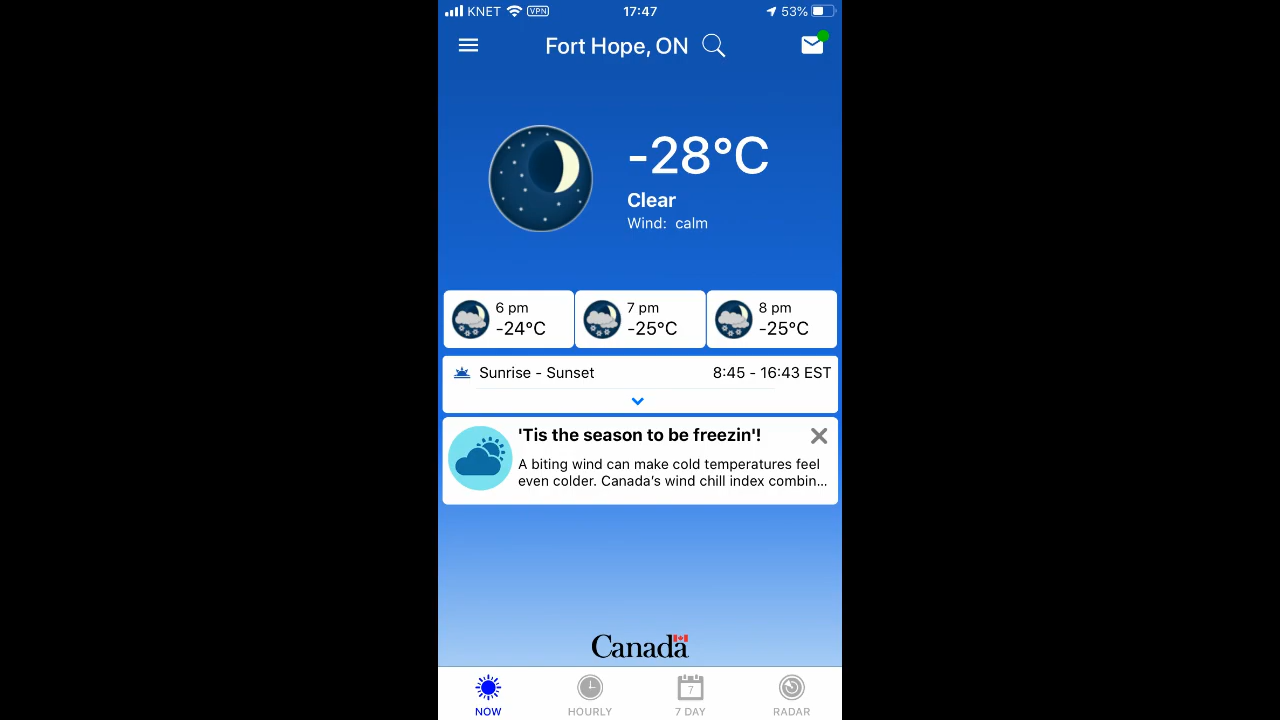 KNET VPN 17:47 53%
Fort Hope, ON
-28°C
Clear
Wind: calm
6 pm 7 pm 8 pm
-24°C -25°C -25°C
Sunrise - Sunset 8:45 - 16:43 EST
'Tis the season to be freezin'!
A biting wind can make cold temperatures feel
even colder. Canada's wind chill index combin...
Canada
7
NOW HOURLY 7 DAY RADAR